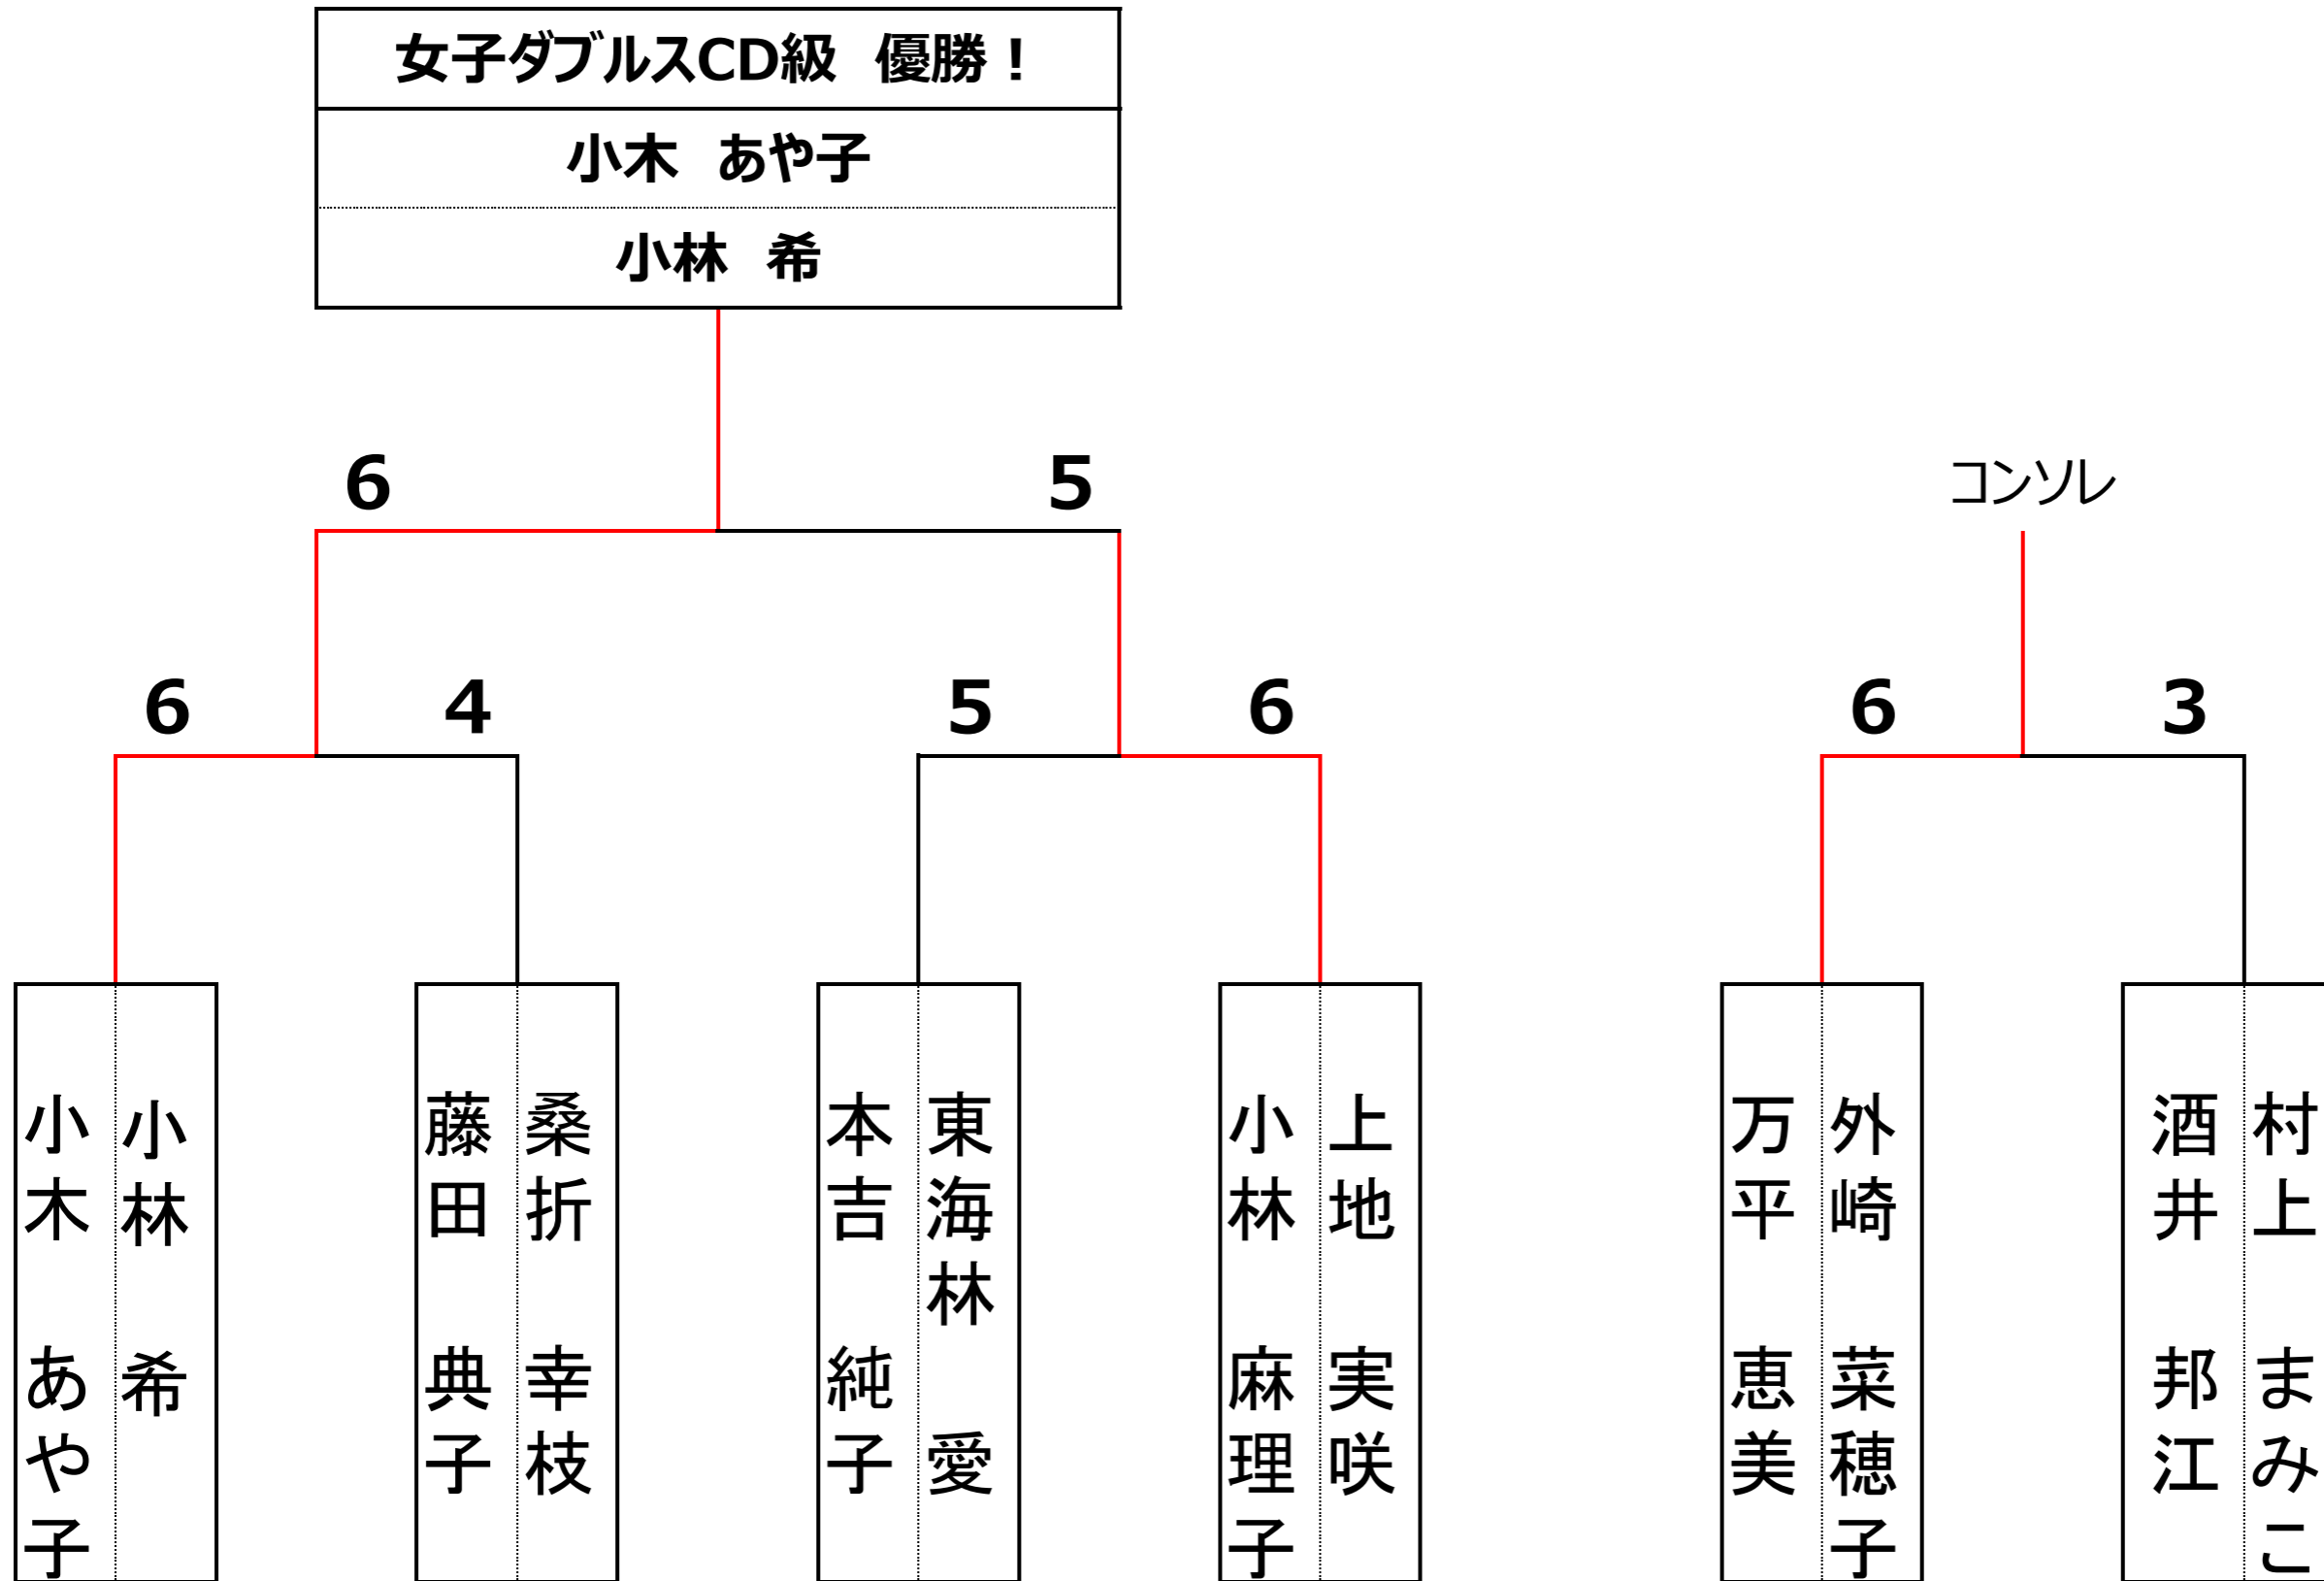 女子ダブルスCD級　優勝！
小木　あや子
小林　希
6
5
コンソレ
6
4
5
6
6
3
小木　あや子
小林　希
藤田　典子
桑折　幸枝
本吉　純子
東海林　愛
小林　麻理子
上地　実咲
万平　恵美
外崎　菜穂子
酒井　邦江
村上　まみこ